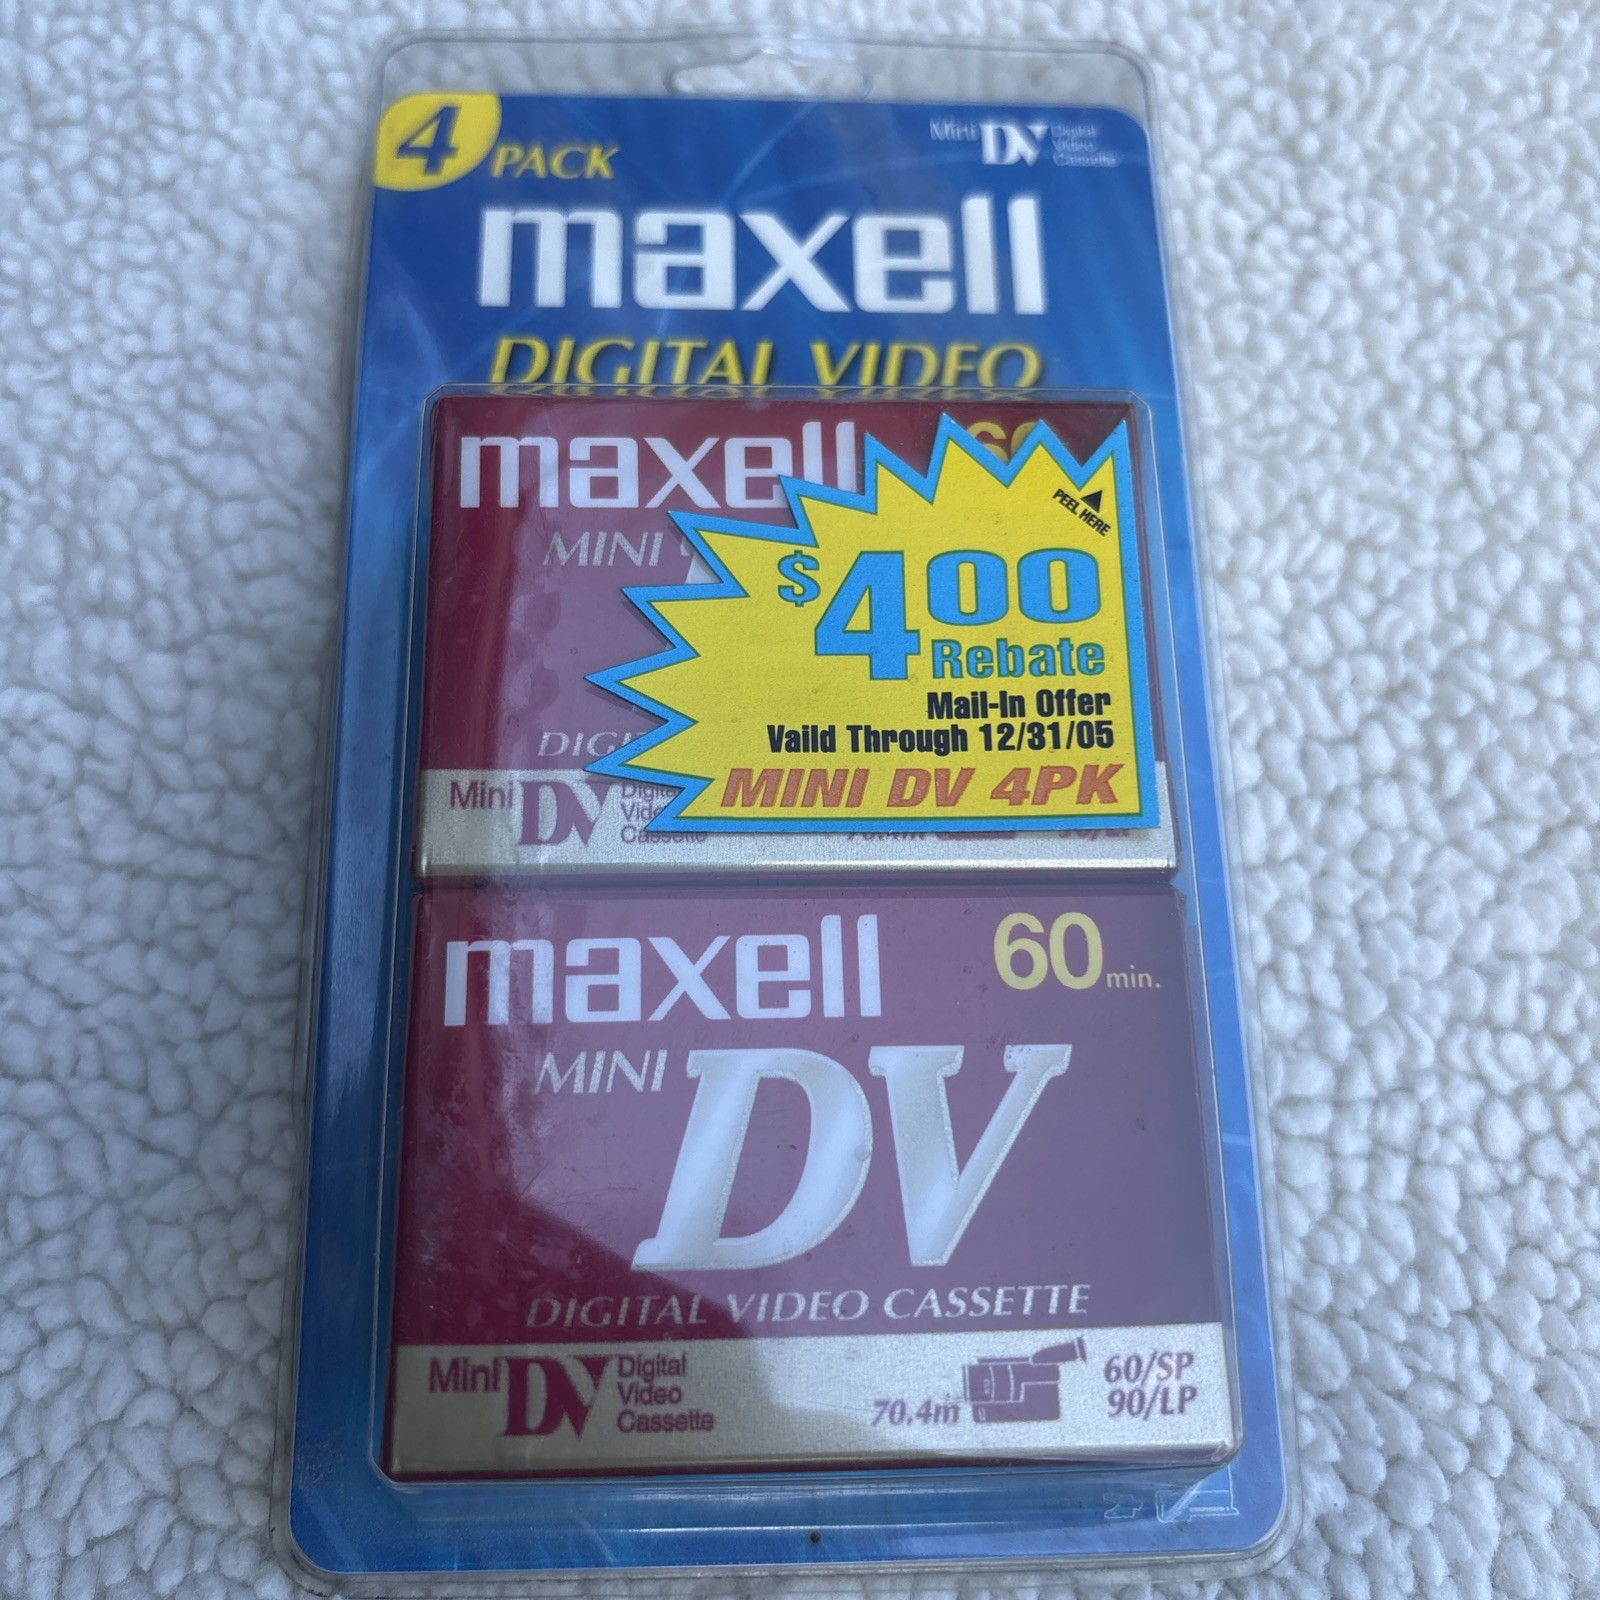 4 PACK
Mini DV Digital Video Cassette
maxell
DIGITAL VIDEO
maxell 60
MINI
PEEL HERE
$4.00
Rebate
Mail-In Offer
Vaild Through 12/31/05
MINI DV 4PK
DIGI
Mini DV Digital Video Cassette
maxell 60 min.
MINI DV
DIGITAL VIDEO CASSETTE
Mini DV Digital Video Cassette
70.4m
60/SP
90/LP